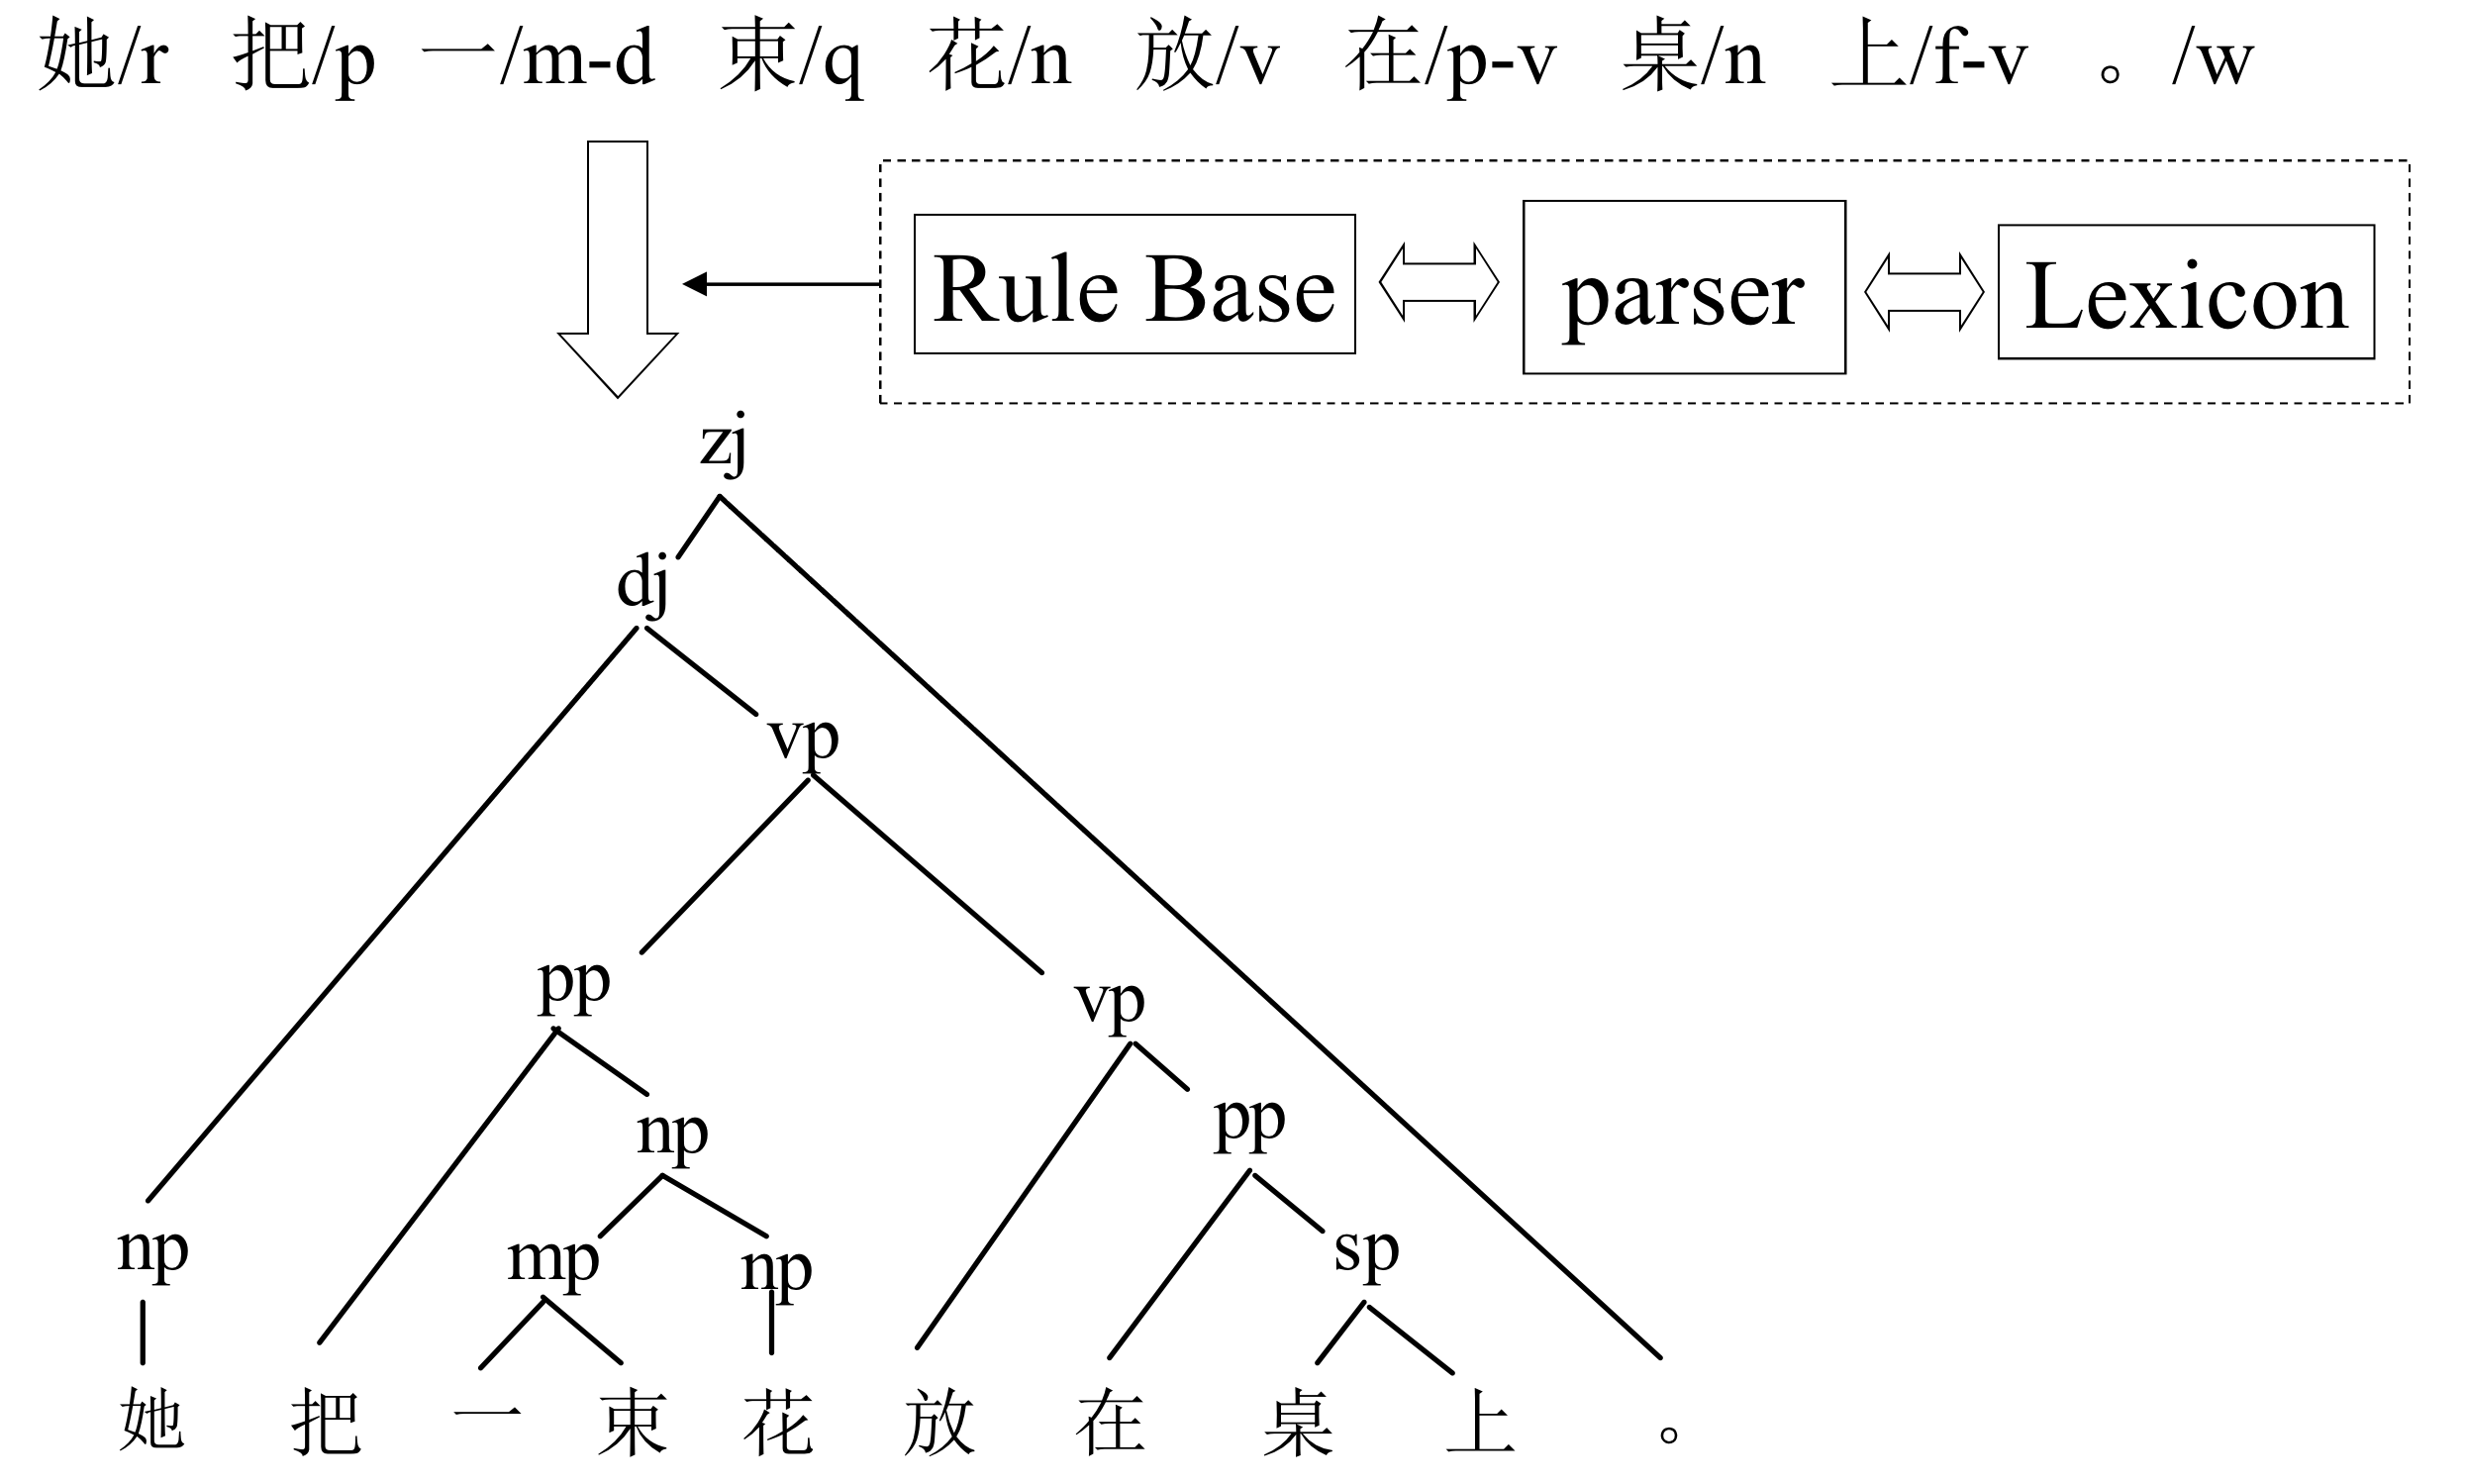 她/r 把/p 一/m-d 束/q 花/n 放/v 在/p-v 桌/n 上/f-v 。/w
Rule Base parser Lexicon
zj
dj
vp
pp vp
np pp
np mp np sp
她 把 一 束 花 放 在 桌 上 。